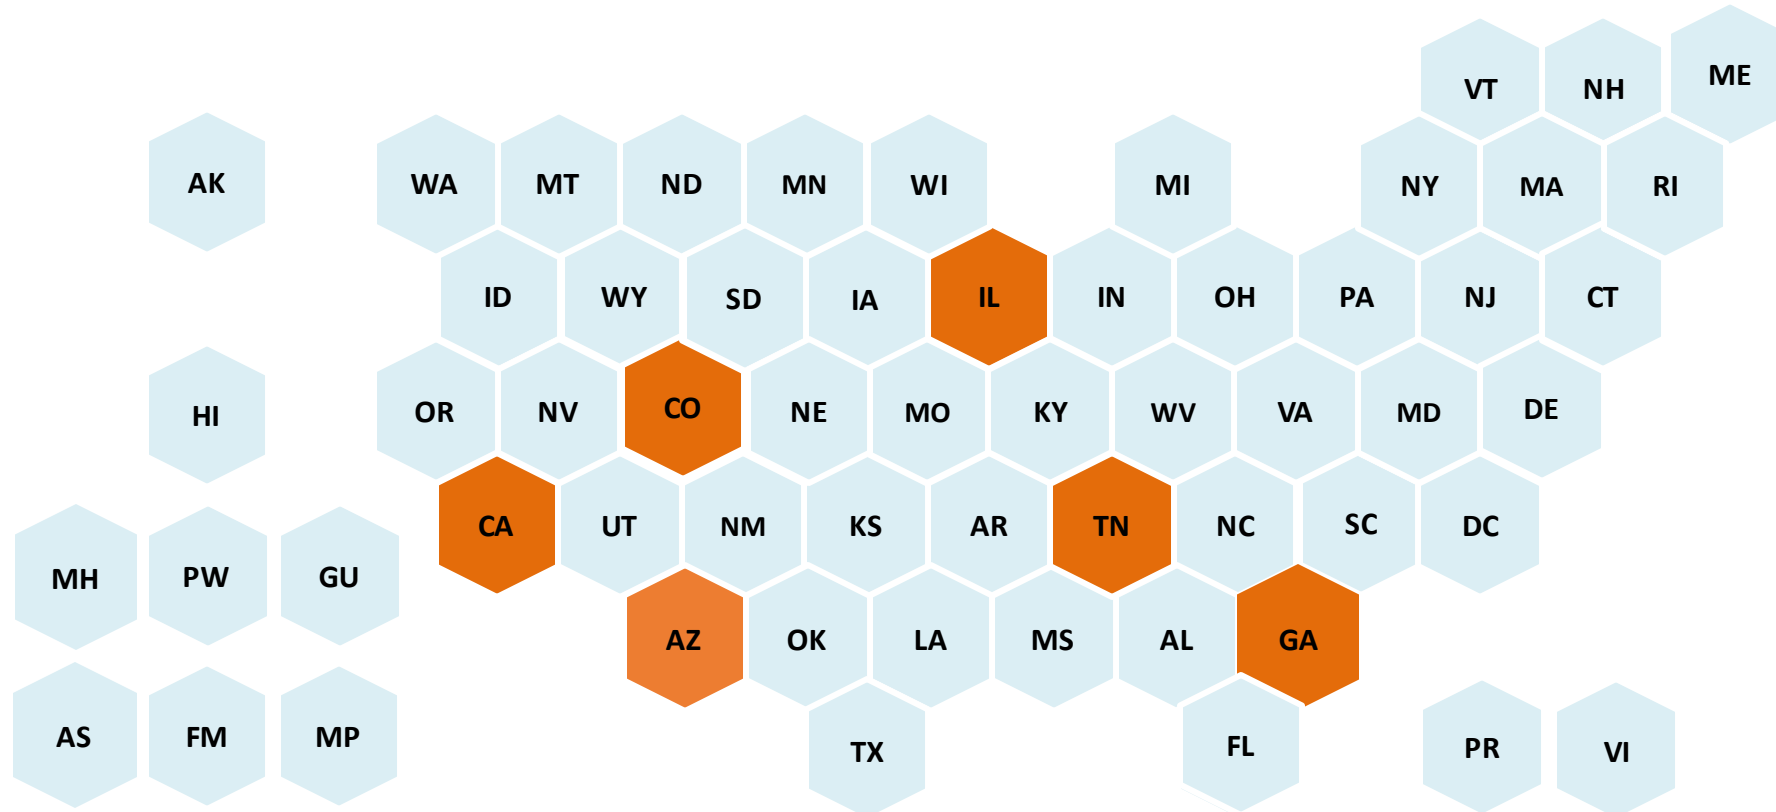 VT NH ME
AK WA MT ND MN WI MI NY MA RI
ID WY SD IA IL IN OH PA NJ CT
HI OR NV CO NE MO KY WV VA MD DE
CA UT NM KS AR TN NC SC DC
MH PW GU
AZ OK LA MS AL GA
AS FM MP TX FL PR VI